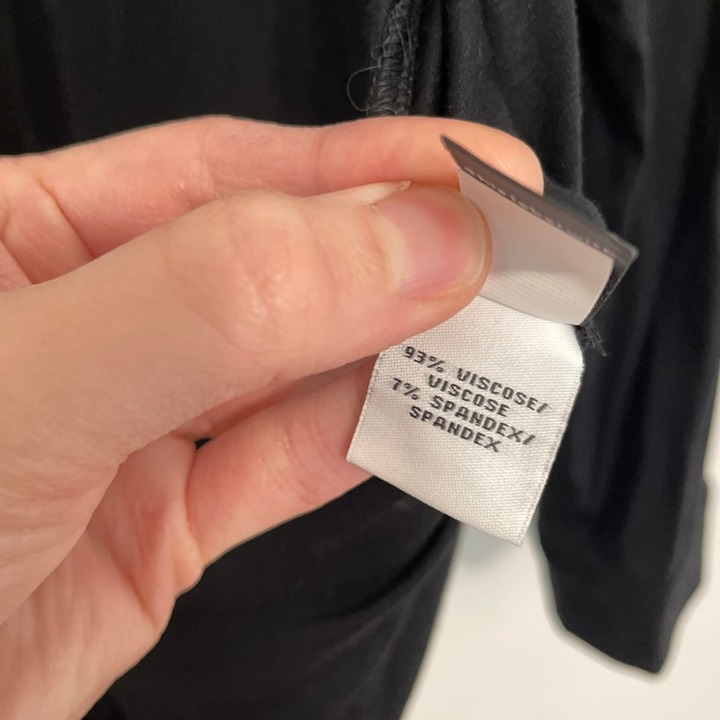 93% VISCOSE/
VISCOSE
7% SPANDEX/
SPANDEX